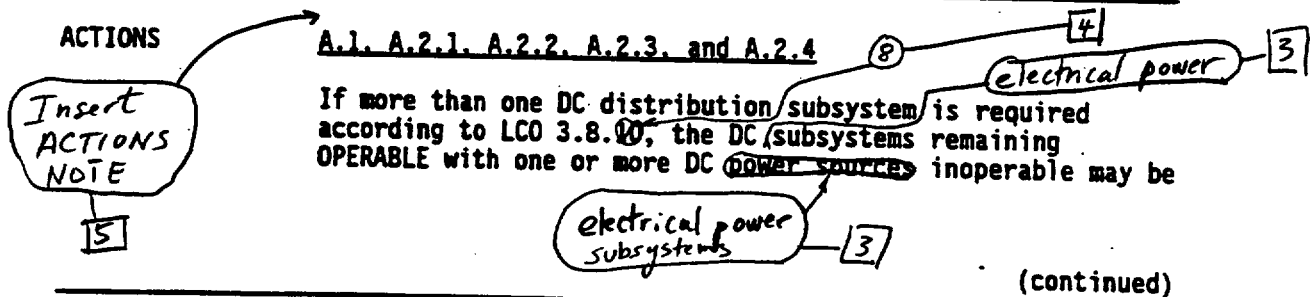 ACTIONS
A.1, A.2.1, A.2.2, A.2.3, and A.2.4
8
4
electrical power
3
Insert
ACTIONS
NOTE
5
If more than one DC distribution subsystem is required
according to LCO 3.8.10, the DC subsystems remaining
OPERABLE with one or more DC power sources inoperable may be
electrical power
subsystems
3
(continued)